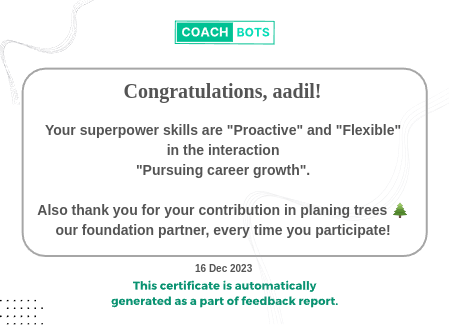 COACH BOTS
Congratulations, aadil!
Your superpower skills are "Proactive" and "Flexible"
in the interaction
"Pursuing career growth".
Also thank you for your contribution in planing trees 🌲
our foundation partner, every time you participate!
16 Dec 2023
This certificate is automatically
generated as a part of feedback report.